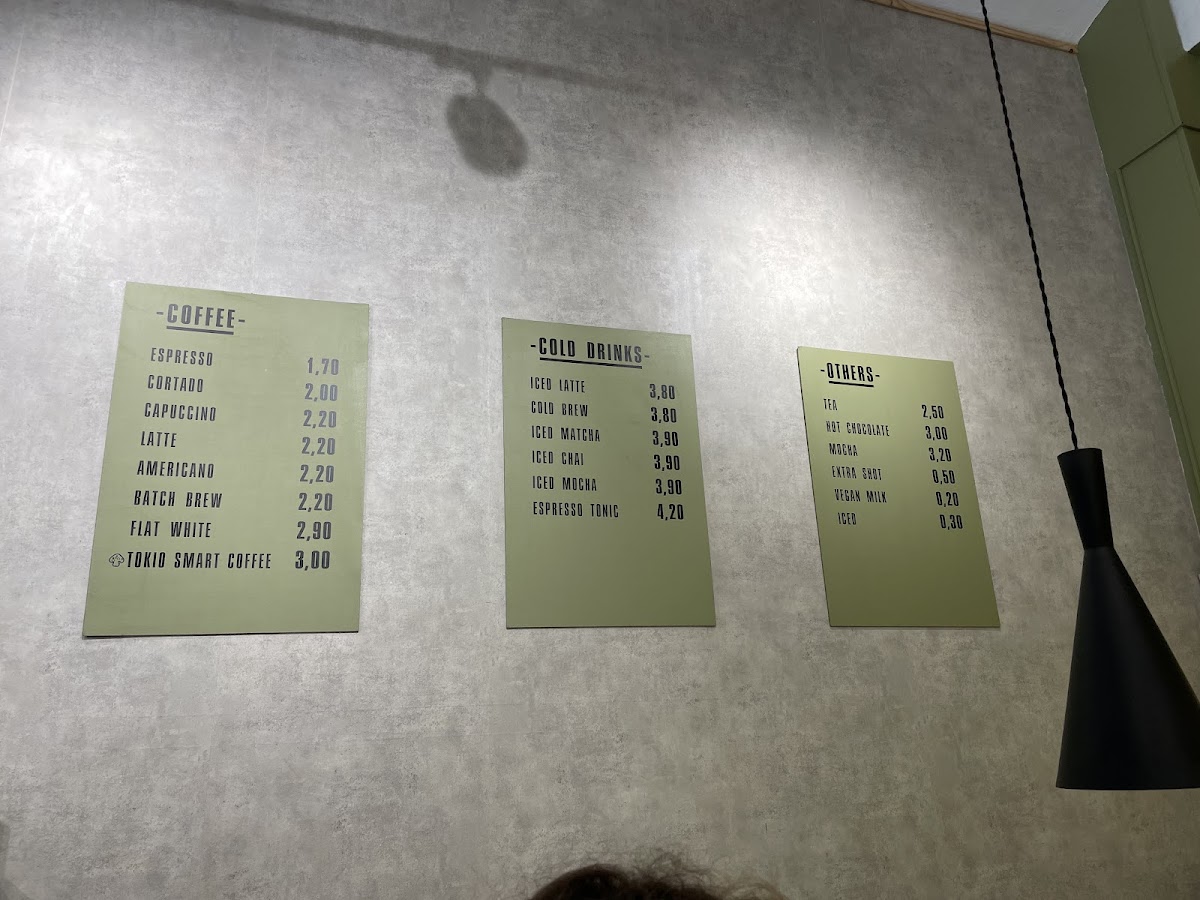 -COFFEE-
ESPRESSO 1,70
CORTADO 2,00
CAPUCCINO 2,20
LATTE 2,20
AMERICANO 2,20
BATCH BREW 2,20
FLAT WHITE 2,90
TOKIO SMART COFFEE 3,00
-COLD DRINKS-
ICED LATTE 3,80
COLD BREW 3,80
ICED MATCHA 3,90
ICED CHAI 3,90
ICED MOCHA 3,90
ESPRESSO TONIC 4,20
-OTHERS-
TEA 2,50
HOT CHOCOLATE 3,00
MOCHA 3,20
EXTRA SHOT 0,50
VEGAN MILK 0,20
ICED 0,30